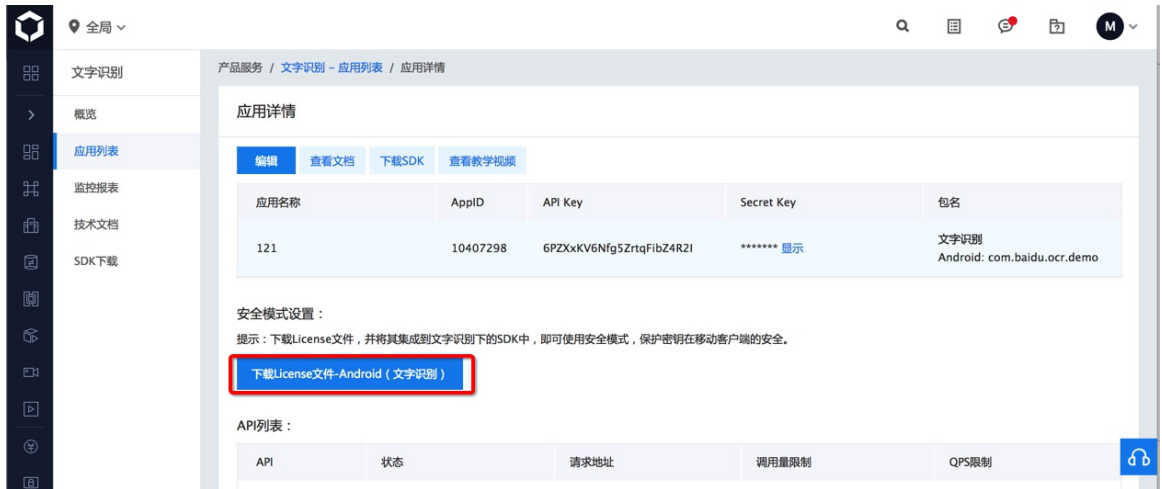 全局
M
文字识别
概览
应用列表
监控报表
技术文档
SDK下载
产品服务 / 文字识别 - 应用列表 / 应用详情
应用详情
编辑 查看文档 下载SDK 查看教学视频
应用名称 AppID API Key Secret Key 包名
121 10407298 6PZXxKV6Nfg5ZrtqFibZ4R2I ******* 显示 文字识别
Android: com.baidu.ocr.demo
安全模式设置：
提示：下载License文件，并将其集成到文字识别下的SDK中，即可使用安全模式，保护密钥在移动客户端的安全。
下载License文件-Android（文字识别）
API列表：
API 状态 请求地址 调用量限制 QPS限制